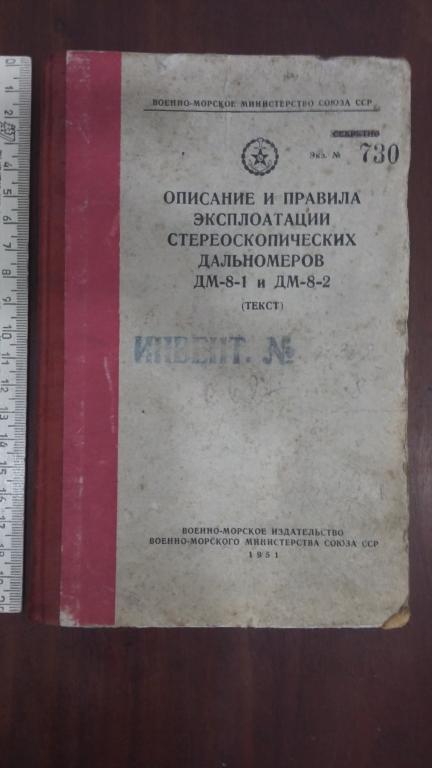 ВОЕННО-МОРСКОЕ МИНИСТЕРСТВО СОЮЗА ССР
СЕКРЕТНО
Экз. № 730
ОПИСАНИЕ И ПРАВИЛА
ЭКСПЛОАТАЦИИ
СТЕРЕОСКОПИЧЕСКИХ
ДАЛЬНОМЕРОВ
ДМ-8-1 и ДМ-8-2
(ТЕКСТ)
ИНВЕНТ. №
ВОЕННО-МОРСКОЕ ИЗДАТЕЛЬСТВО
ВОЕННО-МОРСКОГО МИНИСТЕРСТВА СОЮЗА ССР
1951